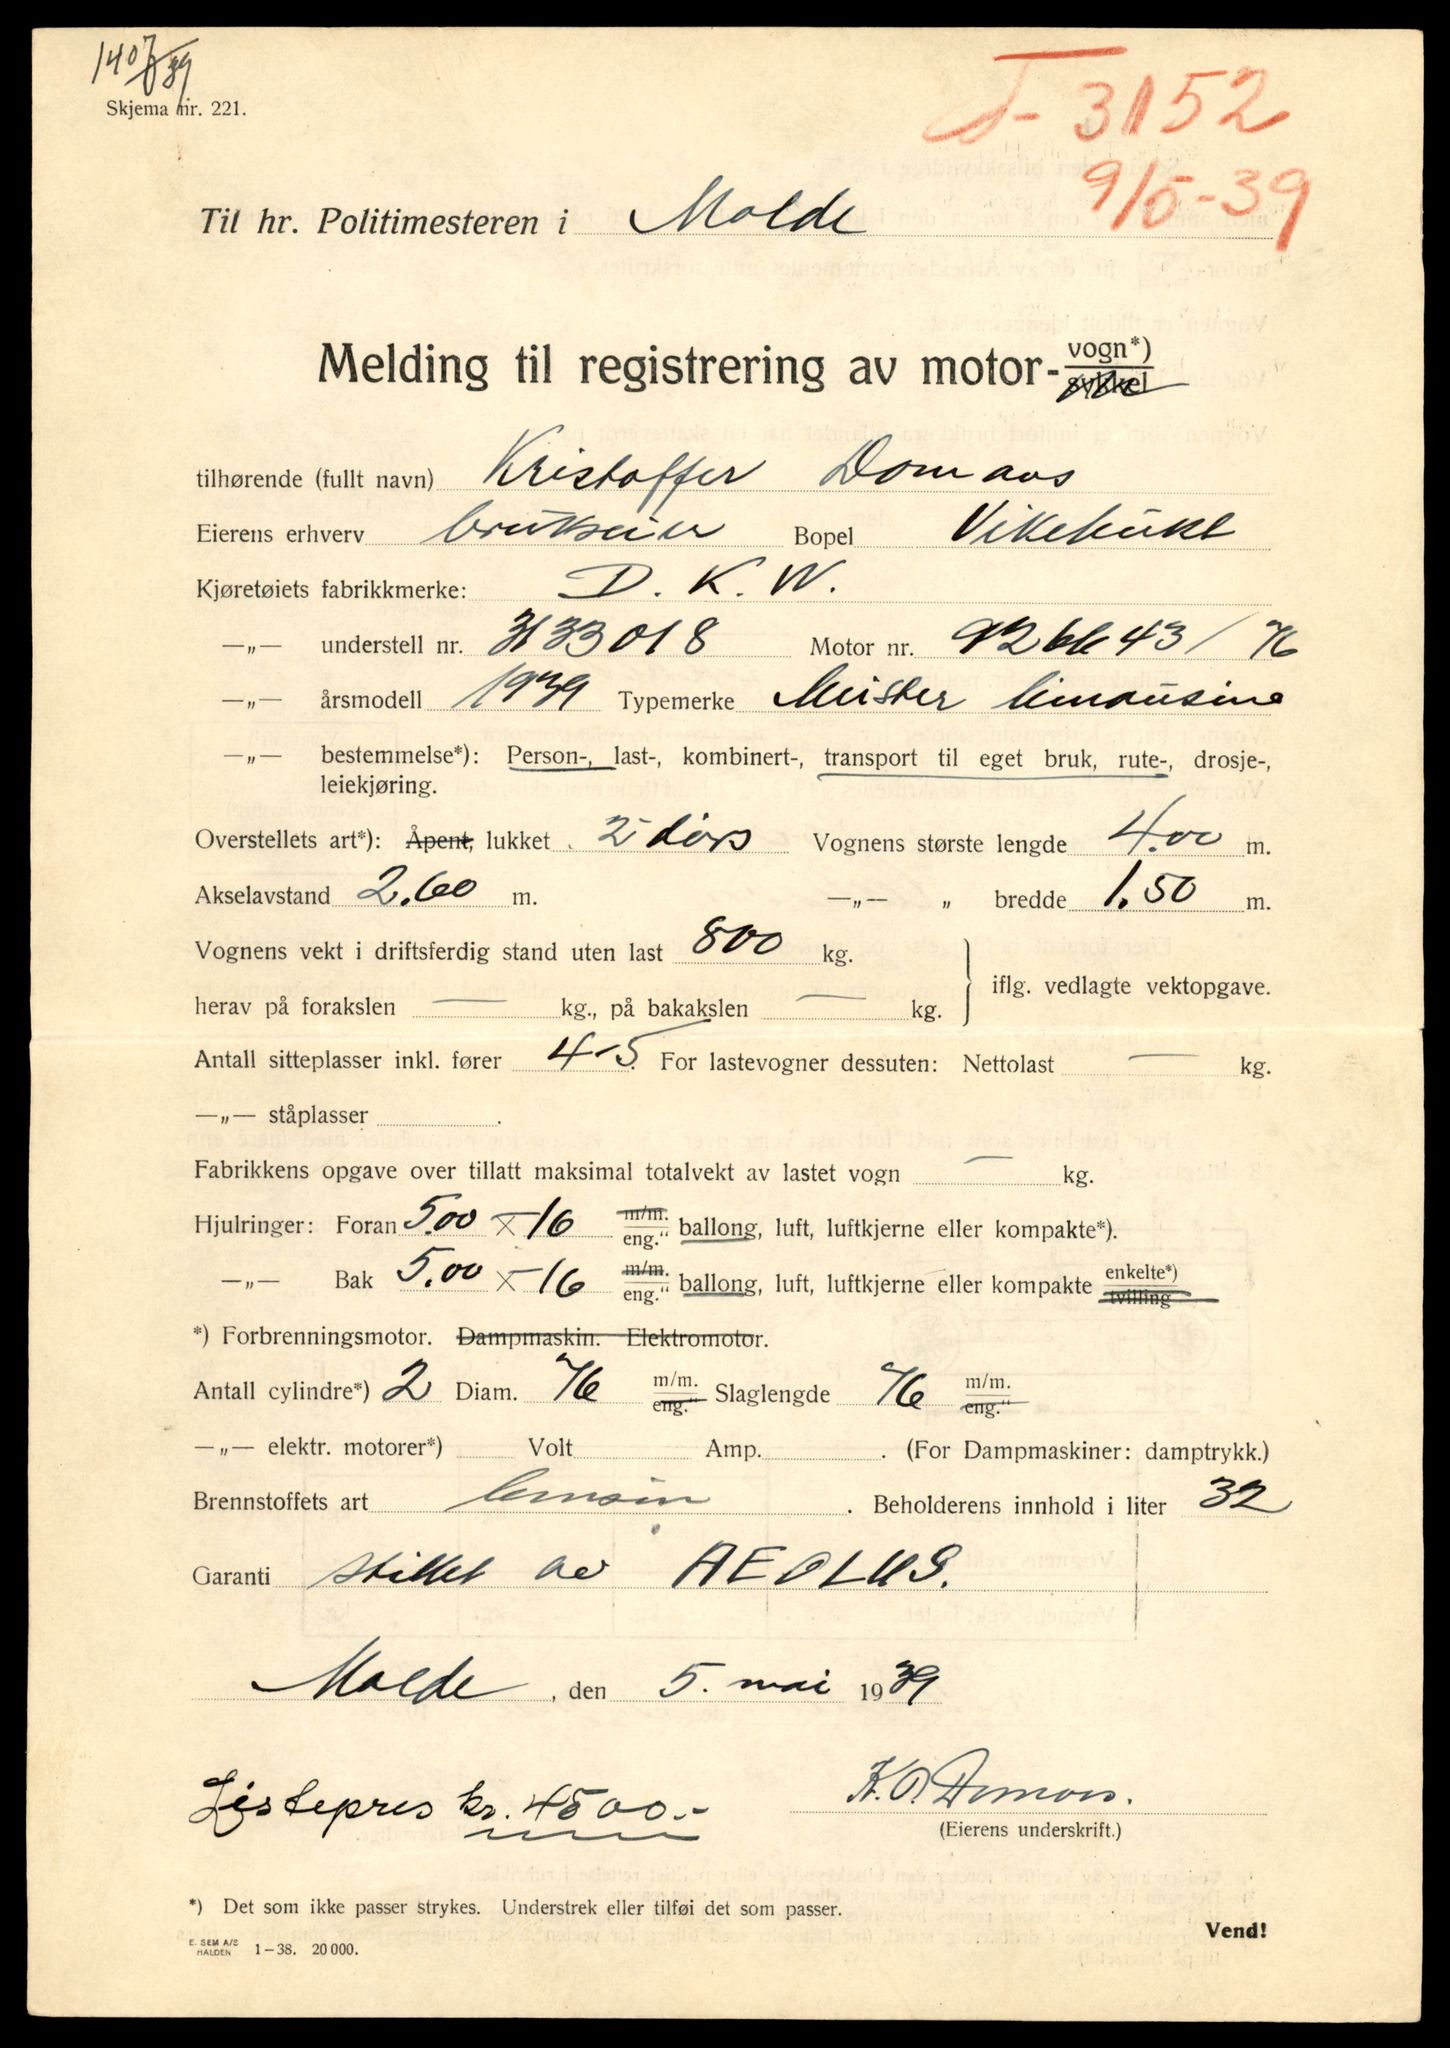 1407/39
T-3152
Skjema nr. 221.
9/5-39
Til hr. Politimesteren i Molde
Melding til registrering av motor- vogn*)
sykkel
tilhørende (fullt navn) Kristoffer Domaas
Eierens erhverv brukseier Bopel Vikebukt
Kjøretøiets fabrikkmerke: D. K. W.
—„— understell nr. 3133018 Motor nr. 926643/76
—„— årsmodell 1939 Typemerke Meister limousine
—„— bestemmelse*): Person-, last-, kombinert-, transport til eget bruk, rute-, drosje-,
leiekjøring.
Overstellets art*): Åpent, lukket 2 dørs Vognens største lengde 4.00 m.
Akselavstand 2.60 m. —„— „ bredde 1.50 m.
Vognens vekt i driftsferdig stand uten last 800 kg.
herav på forakslen — kg., på bakakslen — kg. iflg. vedlagte vektopgave.
Antall sitteplasser inkl. fører 4-5. For lastevogner dessuten: Nettolast — kg.
—„— ståplasser .
Fabrikkens opgave over tillatt maksimal totalvekt av lastet vogn — kg.
Hjulringer: Foran 5.00 x 16 m/m. eng.“ ballong, luft, luftkjerne eller kompakte*).
—„— Bak 5.00 x 16 m/m. eng.“ ballong, luft, luftkjerne eller kompakte enkelte*) tvilling
*) Forbrenningsmotor. Dampmaskin. Elektromotor.
Antall cylindre*) 2 Diam. 76 m/m. eng.“ Slaglengde 76 m/m. eng.“
—„— elektr. motorer*) Volt Amp. . (For Dampmaskiner: damptrykk.)
Brennstoffets art bensin . Beholderens innhold i liter 32
Garanti stillet av AEOLUS.
Molde, den 5. mai 1939
Listepris kr. 4500.-
K. O. Domaas.
(Eierens underskrift.)
*) Det som ikke passer strykes. Understrek eller tilføi det som passer.
Vend!
E. SEM A/S
HALDEN 1-38. 20 000.